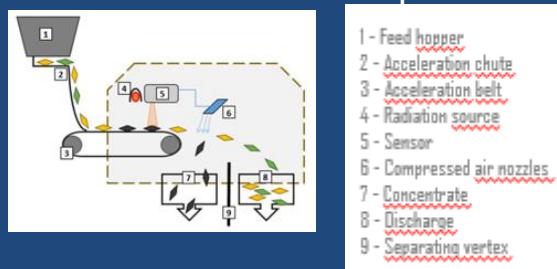 1
2
3
4
5
6
7
8
9
1 - Feed hopper
2 - Acceleration chute
3 - Acceleration belt
4 - Radiation source
5 - Sensor
6 - Compressed air nozzles
7 - Concentrate
8 - Discharge
9 - Separating vertex